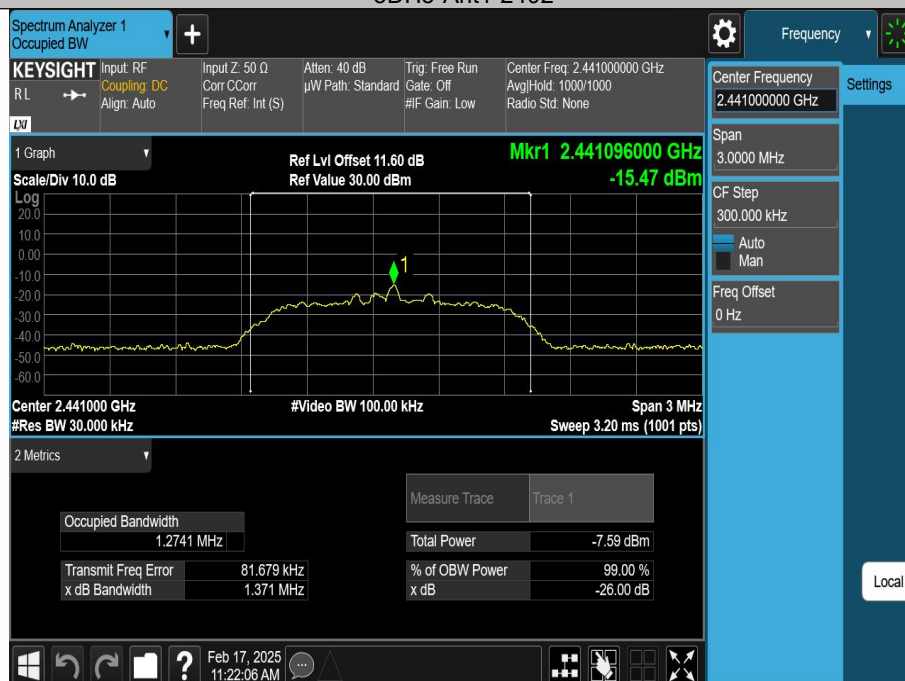 Spectrum Analyzer 1
Occupied BW
Frequency
KEYSIGHT
RL
LXI
Input: RF
Coupling: DC
Align: Auto
Input Z: 50 Ω
Corr CCorr
Freq Ref: Int (S)
Atten: 40 dB
µW Path: Standard
Trig: Free Run
Gate: Off
#IF Gain: Low
Center Freq: 2.441000000 GHz
Avg|Hold: 1000/1000
Radio Std: None
Center Frequency
2.441000000 GHz
Settings
Span
3.0000 MHz
CF Step
300.000 kHz
Auto
Man
Freq Offset
0 Hz
Local
1 Graph
Scale/Div 10.0 dB
Ref Lvl Offset 11.60 dB
Ref Value 30.00 dBm
Mkr1 2.441096000 GHz
-15.47 dBm
Log
20.0
10.0
0.00
-10.0
-20.0
-30.0
-40.0
-50.0
-60.0
1
Center 2.441000 GHz
#Res BW 30.000 kHz
#Video BW 100.00 kHz
Span 3 MHz
Sweep 3.20 ms (1001 pts)
2 Metrics
Measure Trace Trace 1
Occupied Bandwidth
1.2741 MHz
Total Power -7.59 dBm
Transmit Freq Error 81.679 kHz
% of OBW Power 99.00 %
x dB Bandwidth 1.371 MHz
x dB -26.00 dB
Feb 17, 2025
11:22:06 AM